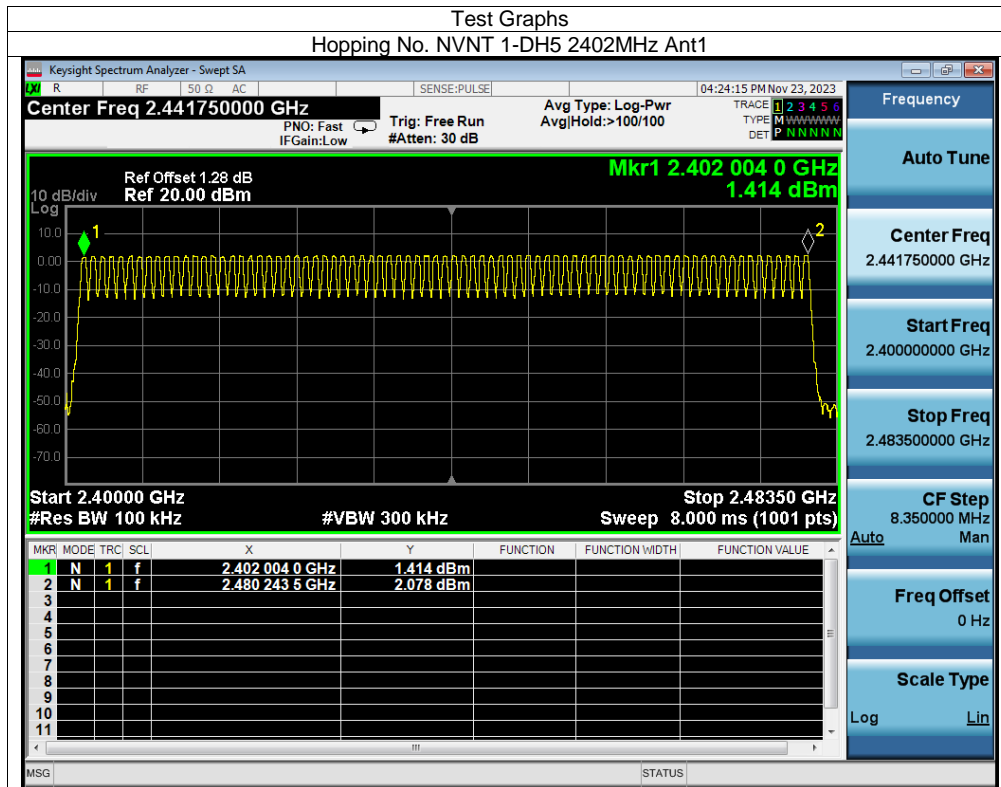 Test Graphs
Hopping No. NVNT 1-DH5 2402MHz Ant1
Keysight Spectrum Analyzer - Swept SA
LXI R RF 50 Ω AC SENSE:PULSE 04:24:15 PM Nov 23, 2023
Center Freq 2.441750000 GHz
PNO: Fast
IFGain:Low
Trig: Free Run
#Atten: 30 dB
Avg Type: Log-Pwr
Avg|Hold:>100/100
TRACE 1 2 3 4 5 6
TYPE M WWWWW
DET P N N N N N
Mkr1 2.402 004 0 GHz
1.414 dBm
Ref Offset 1.28 dB
10 dB/div Ref 20.00 dBm
Log
10.0
0.00
-10.0
-20.0
-30.0
-40.0
-50.0
-60.0
-70.0
1
2
Start 2.40000 GHz Stop 2.48350 GHz
#Res BW 100 kHz #VBW 300 kHz Sweep 8.000 ms (1001 pts)
MKR MODE TRC SCL X Y FUNCTION FUNCTION WIDTH FUNCTION VALUE
1 N 1 f 2.402 004 0 GHz 1.414 dBm
2 N 1 f 2.480 243 5 GHz 2.078 dBm
3
4
5
6
7
8
9
10
11
MSG STATUS
Frequency
Auto Tune
Center Freq
2.441750000 GHz
Start Freq
2.400000000 GHz
Stop Freq
2.483500000 GHz
CF Step
8.350000 MHz
Auto Man
Freq Offset
0 Hz
Scale Type
Log Lin